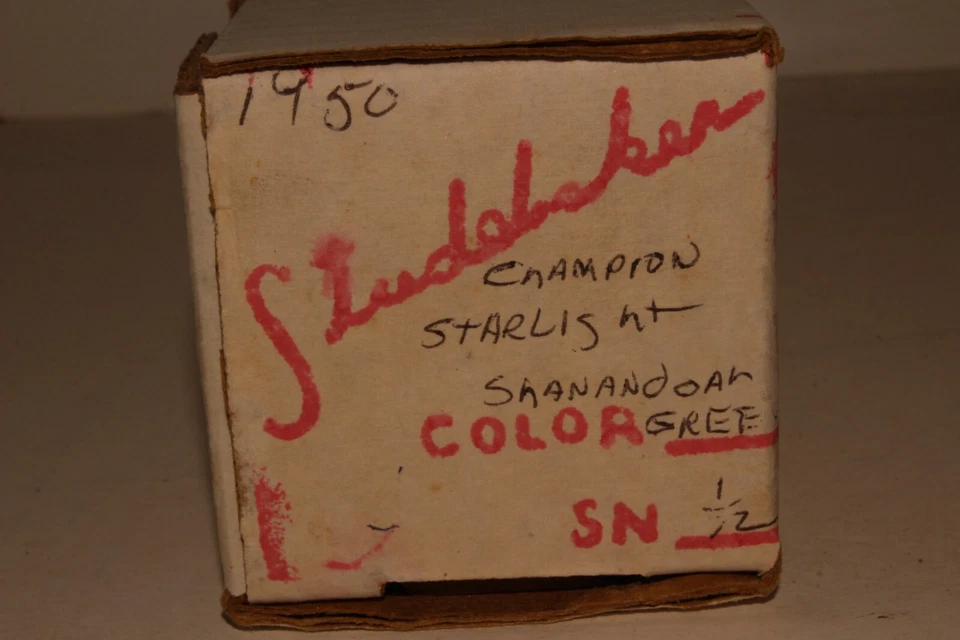 1950
Studebaker
CHAMPION
STARLIGht
ShANANdOAh
COLOR GREE
SN 1/2